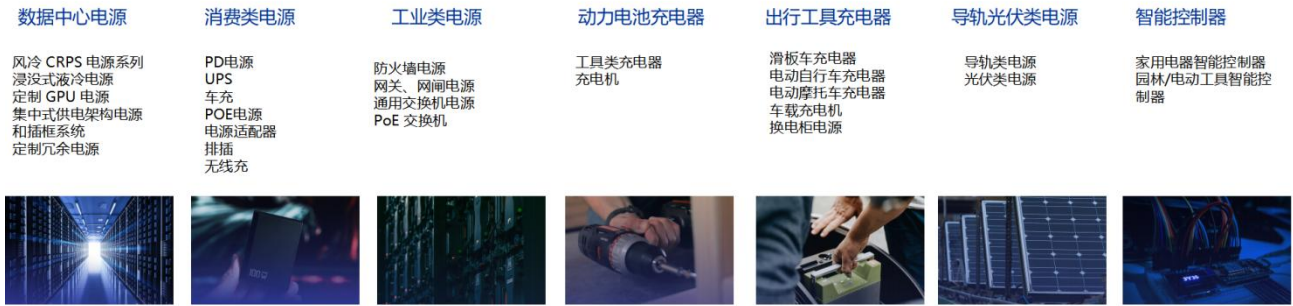 数据中心电源
风冷 CRPS 电源系列
浸没式液冷电源
定制 GPU 电源
集中式供电架构电源
和插框系统
定制冗余电源
消费类电源
PD电源
UPS
车充
POE电源
电源适配器
排插
无线充
工业类电源
防火墙电源
网关、网闸电源
通用交换机电源
PoE 交换机
动力电池充电器
工具类充电器
充电机
出行工具充电器
滑板车充电器
电动自行车充电器
电动摩托车充电器
车载充电机
换电柜电源
导轨光伏类电源
导轨类电源
光伏类电源
智能控制器
家用电器智能控制器
园林/电动工具智能控
制器